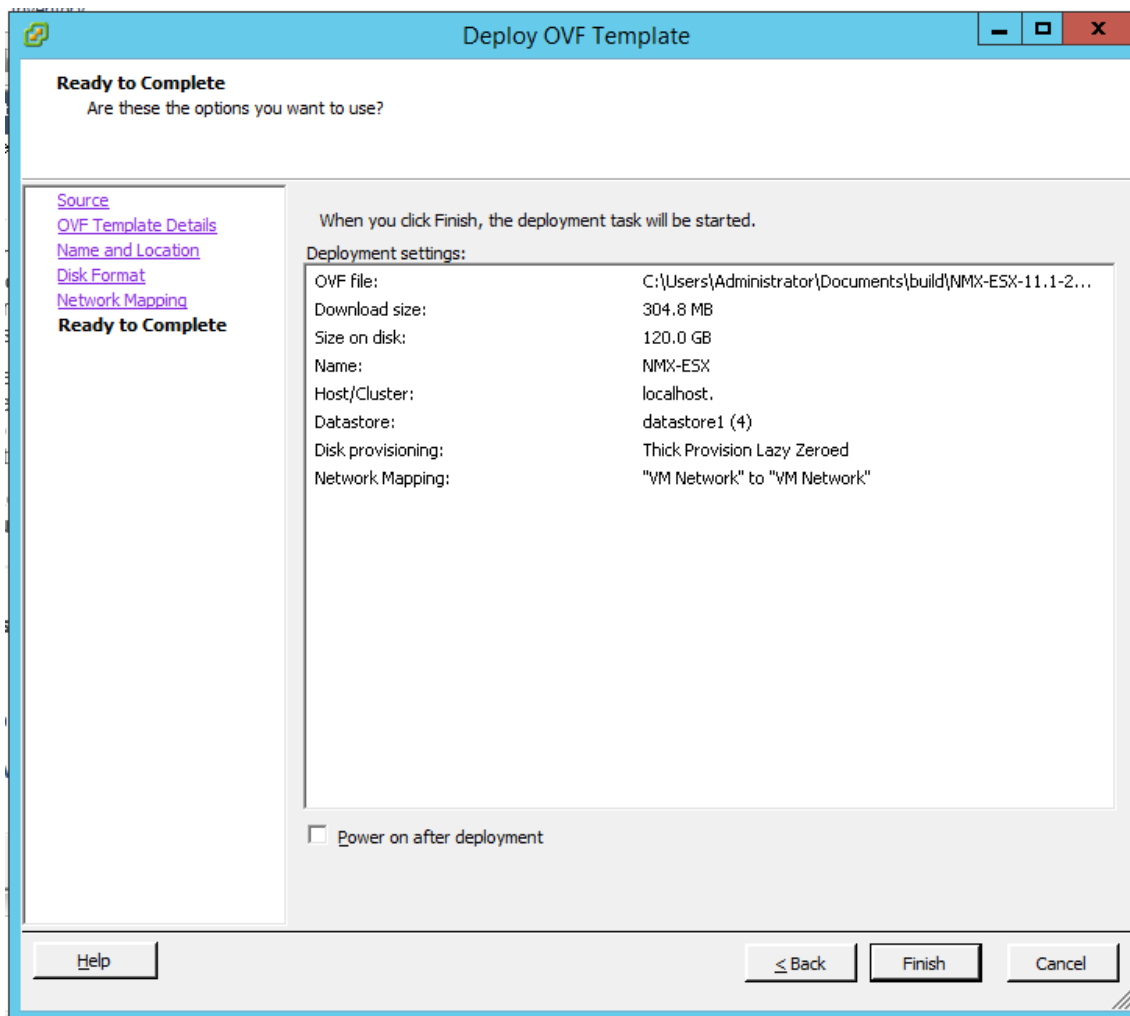 Deploy OVF Template
Ready to Complete
Are these the options you want to use?
Source
OVF Template Details
Name and Location
Disk Format
Network Mapping
Ready to Complete
When you click Finish, the deployment task will be started.
Deployment settings:
OVF file: C:\Users\Administrator\Documents\build\NMX-ESX-11.1-2...
Download size: 304.8 MB
Size on disk: 120.0 GB
Name: NMX-ESX
Host/Cluster: localhost.
Datastore: datastore1 (4)
Disk provisioning: Thick Provision Lazy Zeroed
Network Mapping: "VM Network" to "VM Network"
Power on after deployment
Help
< Back
Finish
Cancel